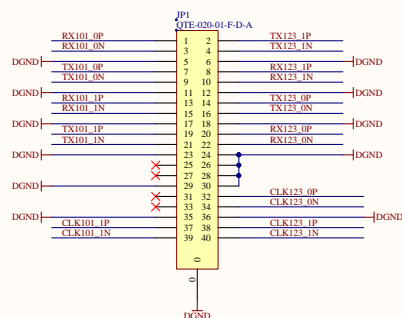 JP1
QTE-020-01-F-D-A
RX101_0P 1 2 TX123_1P
RX101_0N 3 4 TX123_1N
DGND 5 6 DGND
TX101_0P 7 8 RX123_1P
TX101_0N 9 10 RX123_1N
DGND 11 12 DGND
RX101_1P 13 14 TX123_0P
RX101_1N 15 16 TX123_0N
DGND 17 18 DGND
TX101_1P 19 20 RX123_0P
TX101_1N 21 22 RX123_0N
DGND 23 24 DGND
25 26
27 28
DGND 29 30
31 32 CLK123_0P
33 34 CLK123_0N
DGND 35 36 DGND
CLK101_1P 37 38 CLK123_1P
CLK101_1N 39 40 CLK123_1N
0
0
DGND